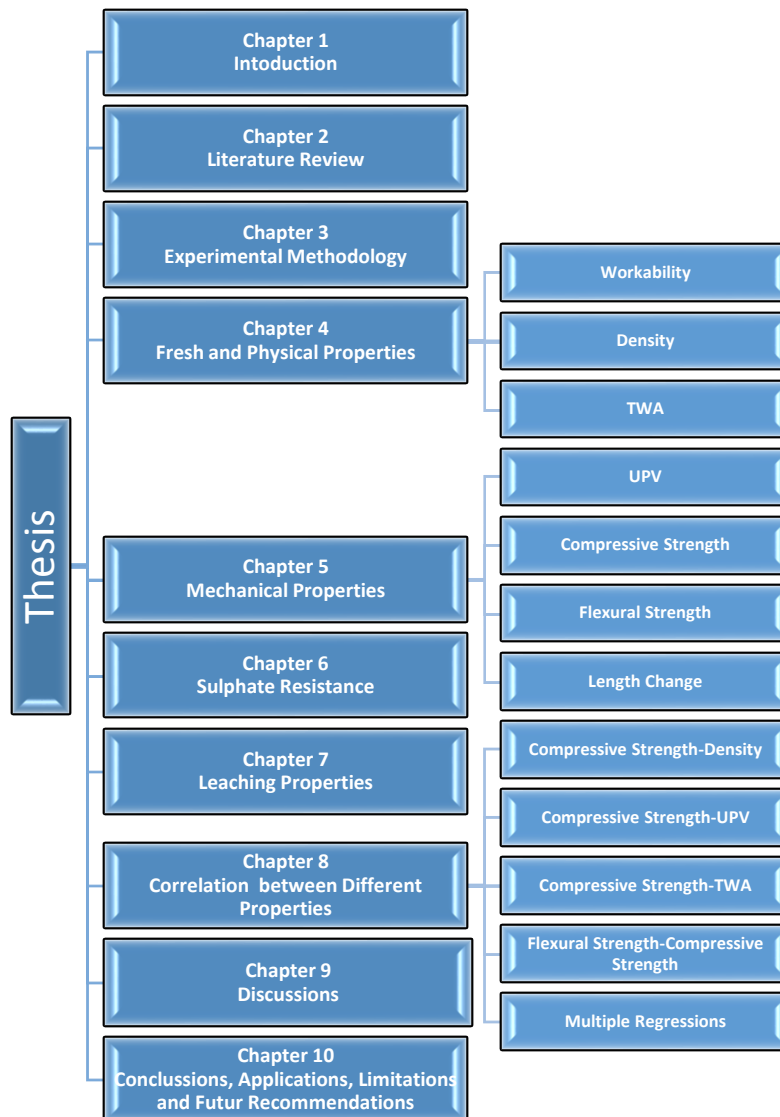 Thesis
Chapter 1
Intoduction
Chapter 2
Literature Review
Chapter 3
Experimental Methodology
Chapter 4
Fresh and Physical Properties
Workability
Density
TWA
Chapter 5
Mechanical Properties
UPV
Compressive Strength
Flexural Strength
Length Change
Chapter 6
Sulphate Resistance
Chapter 7
Leaching Properties
Chapter 8
Correlation between Different
Properties
Compressive Strength-Density
Compressive Strength-UPV
Compressive Strength-TWA
Flexural Strength-Compressive
Strength
Multiple Regressions
Chapter 9
Discussions
Chapter 10
Conclussions, Applications, Limitations
and Futur Recommendations